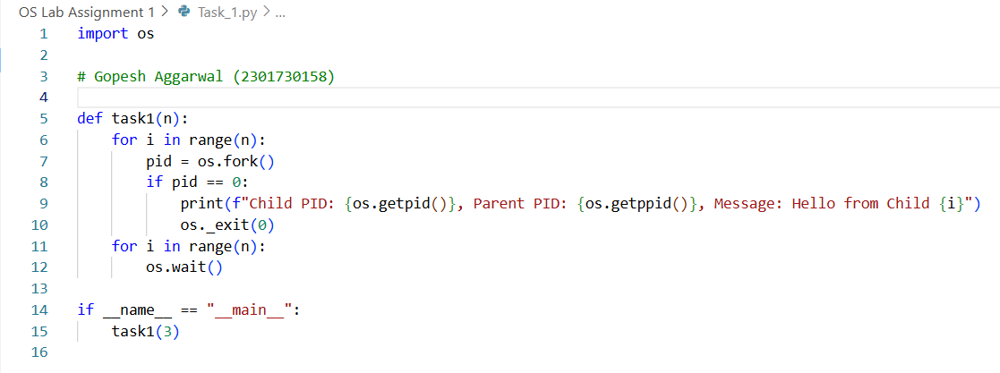 OS Lab Assignment 1 > Task_1.py > ...
1 import os
2
3 # Gopesh Aggarwal (2301730158)
4
5 def task1(n):
6     for i in range(n):
7         pid = os.fork()
8         if pid == 0:
9             print(f"Child PID: {os.getpid()}, Parent PID: {os.getppid()}, Message: Hello from Child {i}")
10             os._exit(0)
11     for i in range(n):
12         os.wait()
13
14 if __name__ == "__main__":
15     task1(3)
16